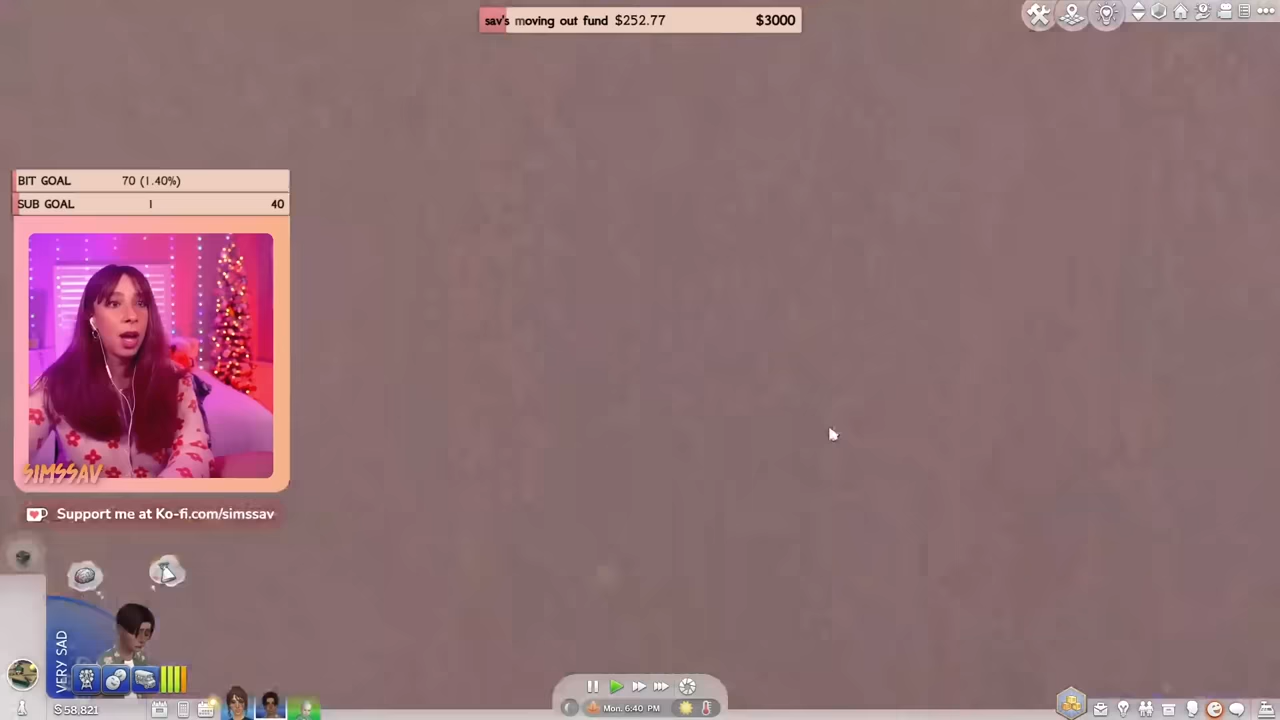 sav's moving out fund $252.77 $3000
BIT GOAL 70 (1.40%)
SUB GOAL 1 40
SIMSSAV
Support me at Ko-fi.com/simssav
VERY SAD
§58,821
Mon. 6:40 PM